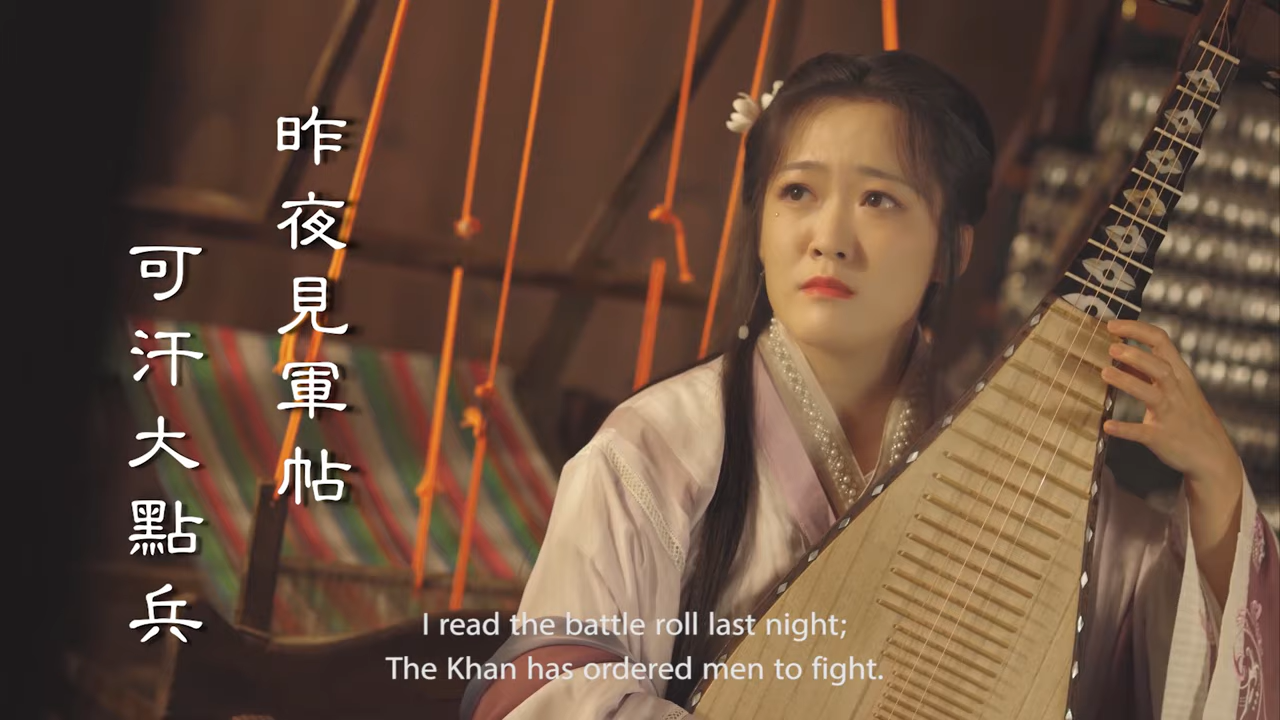 昨夜見軍帖
可汗大點兵
I read the battle roll last night;
The Khan has ordered men to fight.